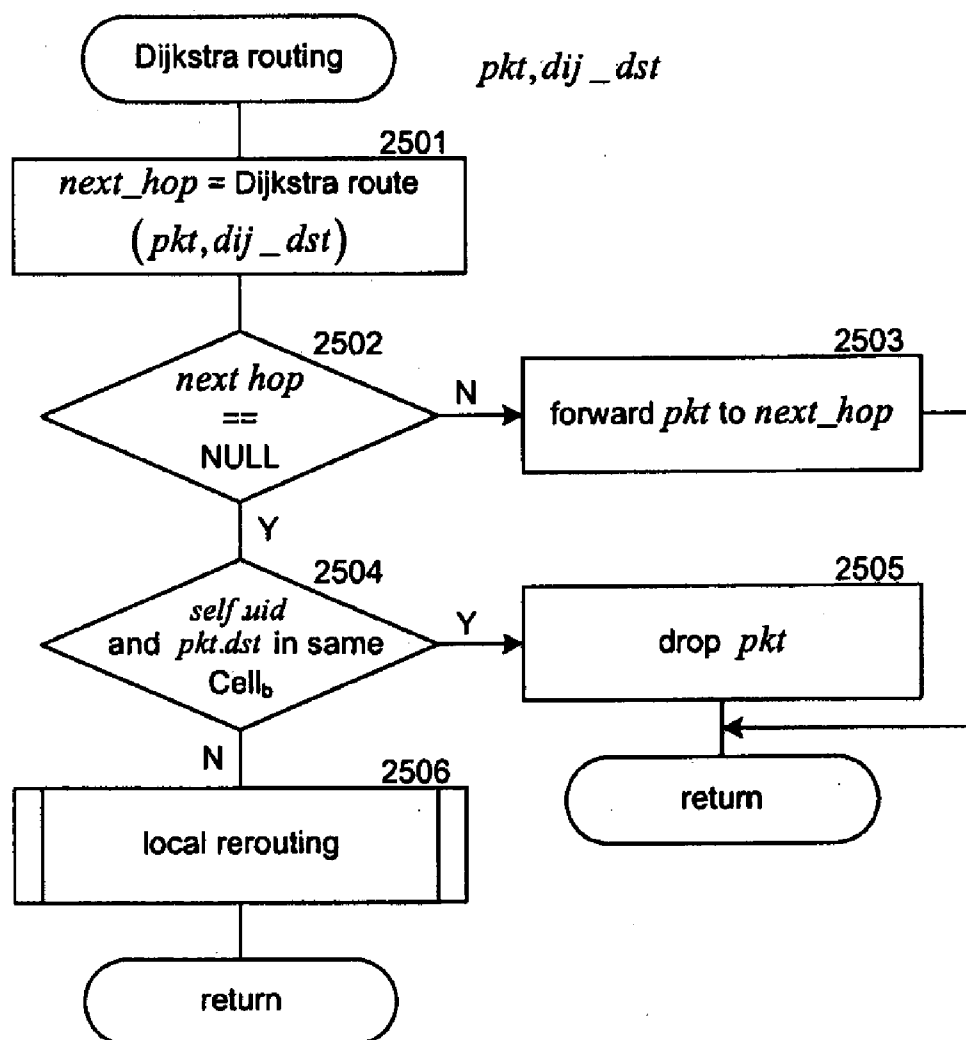 Dijkstra routing
pkt,dij_dst
2501
next_hop = Dijkstra route
(pkt,dij_dst)
2502
next hop
==
NULL
N
2503
forward pkt to next_hop
Y
2504
self.uid
and pkt.dst in same
Cellb
Y
2505
drop pkt
N
return
2506
local rerouting
return